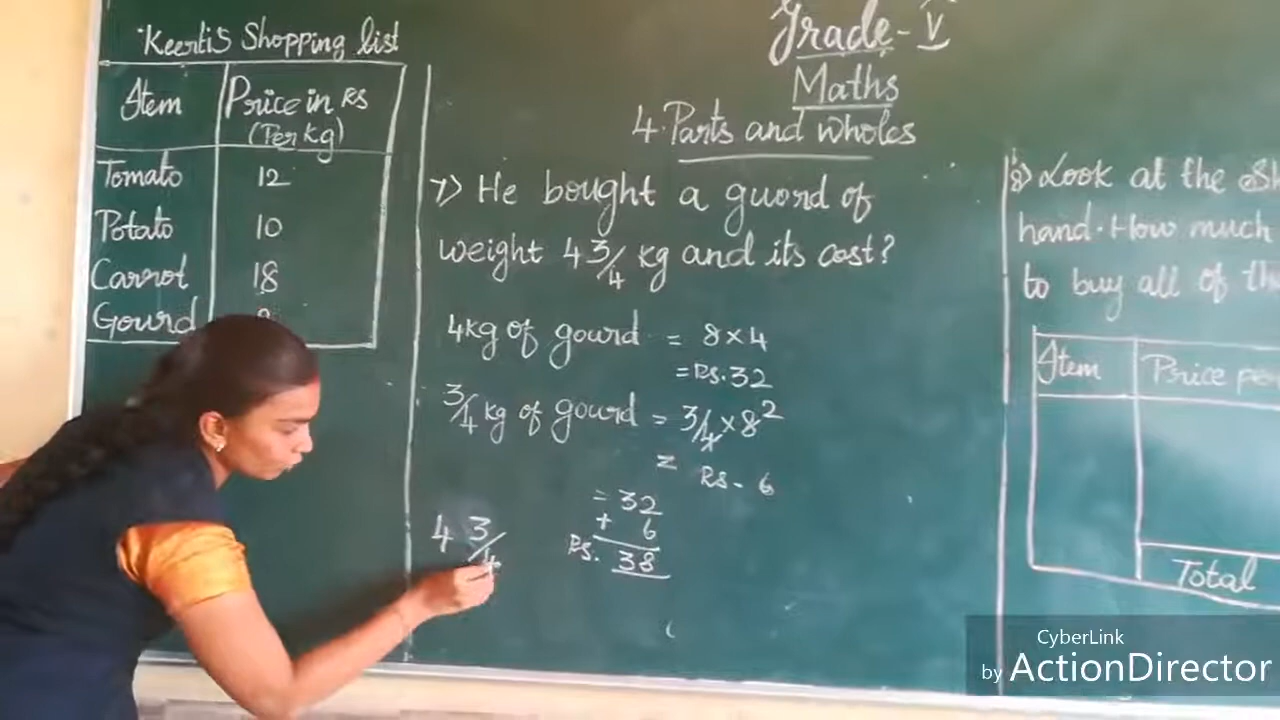 Keerti's Shopping list
Item Price in Rs
(Per kg)
Tomato 12
Potato 10
Carrot 18
Gourd
Grade - V
Maths
4. Parts and wholes
7) He bought a guord of
weight 4 3/4 kg and its cost?
4kg of gourd = 8 × 4
= Rs. 32
3/4 kg of gourd = 3/4 × 8 2
= Rs - 6
= 32
+ 6
Rs. 38
4 3/4
8) Look at the
hand. How much
to buy all of
Item Price
Total
CyberLink
by ActionDirector